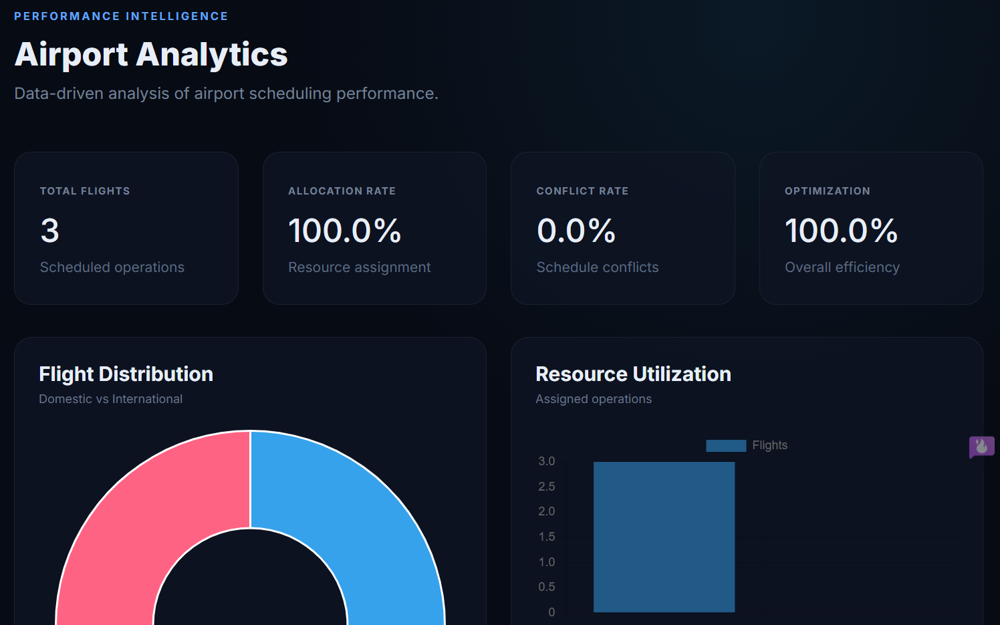 PERFORMANCE INTELLIGENCE
Airport Analytics
Data-driven analysis of airport scheduling performance.
TOTAL FLIGHTS
3
Scheduled operations
ALLOCATION RATE
100.0%
Resource assignment
CONFLICT RATE
0.0%
Schedule conflicts
OPTIMIZATION
100.0%
Overall efficiency
Flight Distribution
Domestic vs International
Resource Utilization
Assigned operations
Flights
3.0
2.5
2.0
1.5
1.0
0.5
0